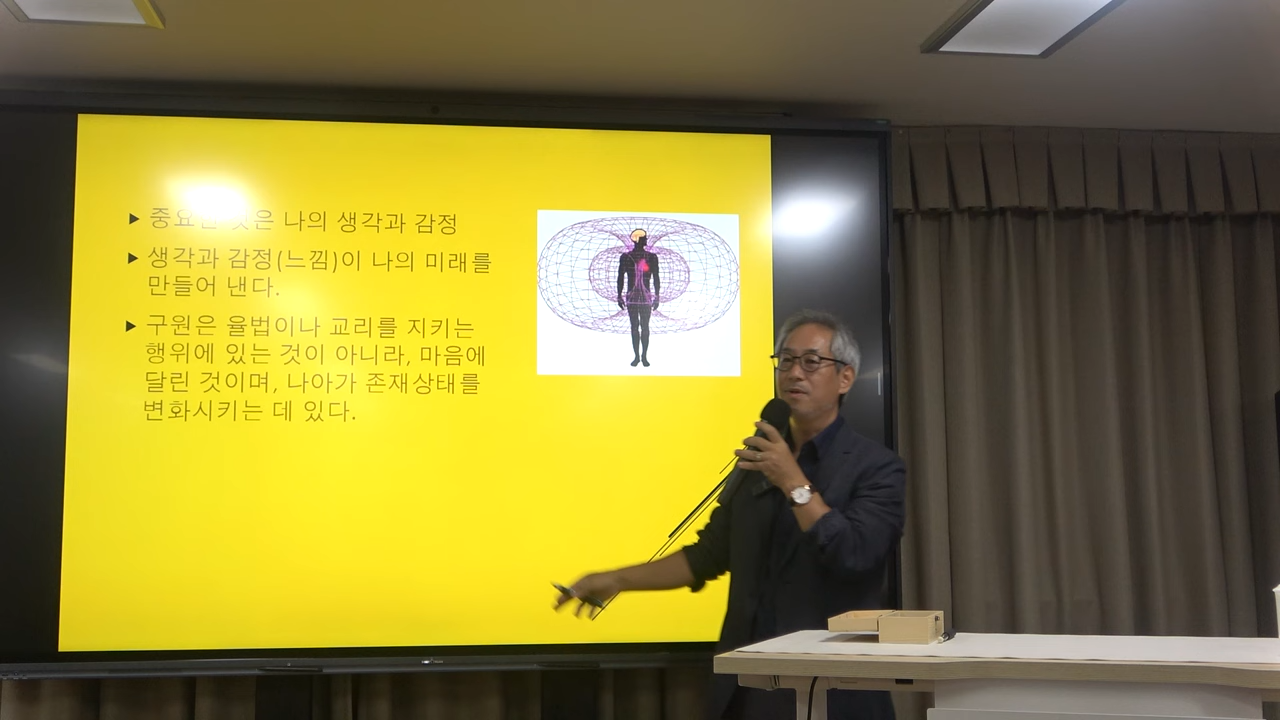 중요한 것은 나의 생각과 감정
생각과 감정(느낌)이 나의 미래를
만들어 낸다.
구원은 율법이나 교리를 지키는
행위에 있는 것이 아니라, 마음에
달린 것이며, 나아가 존재상태를
변화시키는 데 있다.